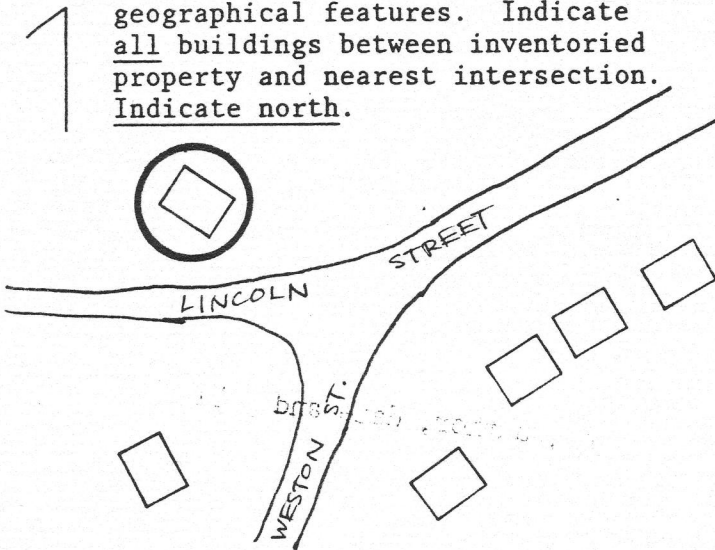 geographical features. Indicate
all buildings between inventoried
property and nearest intersection.
Indicate north.
LINCOLN STREET
WESTON ST.